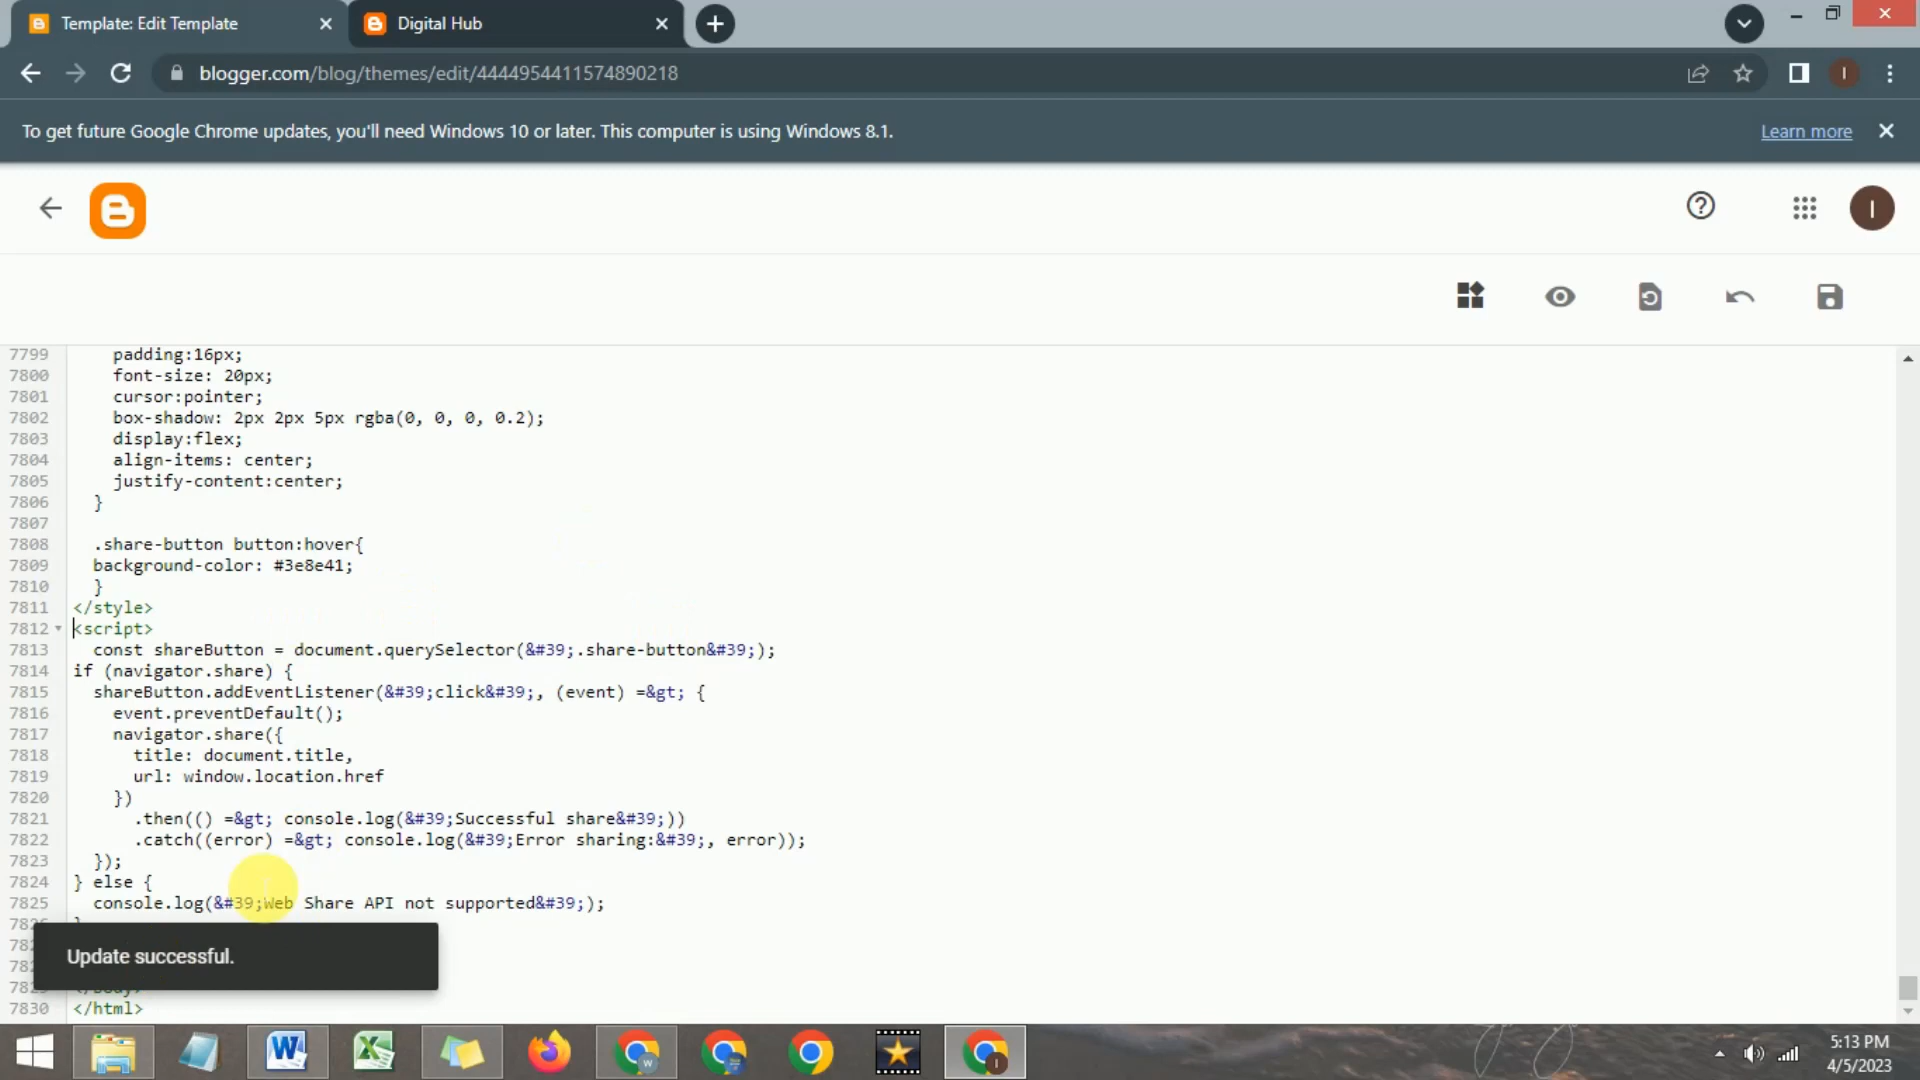 Template: Edit Template
Digital Hub
blogger.com/blog/themes/edit/4444954411574890218
I
To get future Google Chrome updates, you'll need Windows 10 or later. This computer is using Windows 8.1.
Learn more
I
7799 padding:16px;
7800 font-size: 20px;
7801 cursor:pointer;
7802 box-shadow: 2px 2px 5px rgba(0, 0, 0, 0.2);
7803 display:flex;
7804 align-items: center;
7805 justify-content:center;
7806 }
7807
7808 .share-button button:hover{
7809 background-color: #3e8e41;
7810 }
7811 </style>
7812 <script>
7813 const shareButton = document.querySelector(&#39;.share-button&#39;);
7814 if (navigator.share) {
7815 shareButton.addEventListener(&#39;click&#39;, (event) =&gt; {
7816 event.preventDefault();
7817 navigator.share({
7818 title: document.title,
7819 url: window.location.href
7820 })
7821 .then(() =&gt; console.log(&#39;Successful share&#39;))
7822 .catch((error) =&gt; console.log(&#39;Error sharing:&#39;, error));
7823 });
7824 } else {
7825 console.log(&#39;Web Share API not supported&#39;);
Update successful.
7830 </html>
5:13 PM
4/5/2023